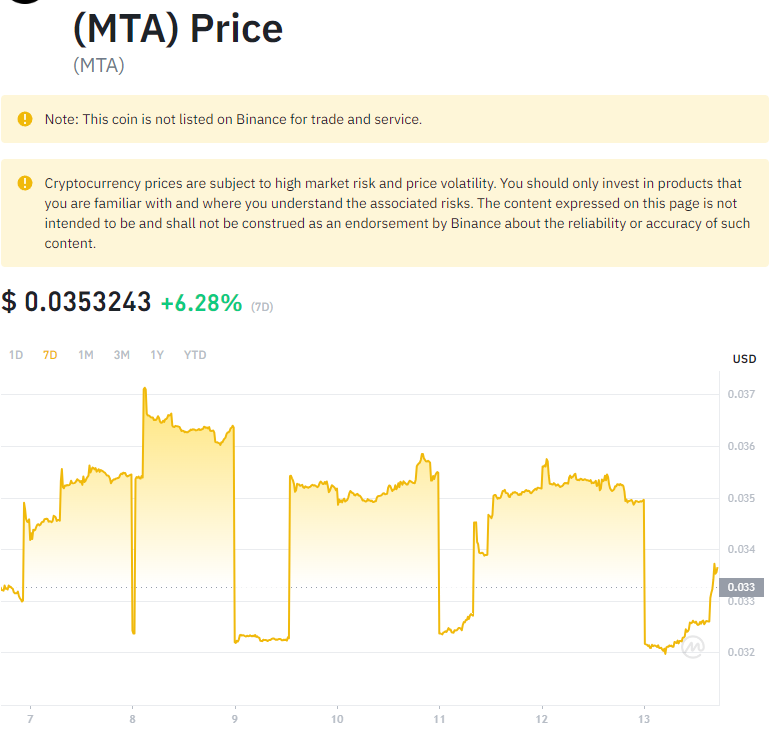 (MTA) Price
(MTA)
Note: This coin is not listed on Binance for trade and service.
Cryptocurrency prices are subject to high market risk and price volatility. You should only invest in products that
you are familiar with and where you understand the associated risks. The content expressed on this page is not
intended to be and shall not be construed as an endorsement by Binance about the reliability or accuracy of such
content.
$ 0.0353243 +6.28% (7D)
1D 7D 1M 3M 1Y YTD
USD
0.037
0.036
0.035
0.034
0.033
0.033
0.032
7 8 9 10 11 12 13